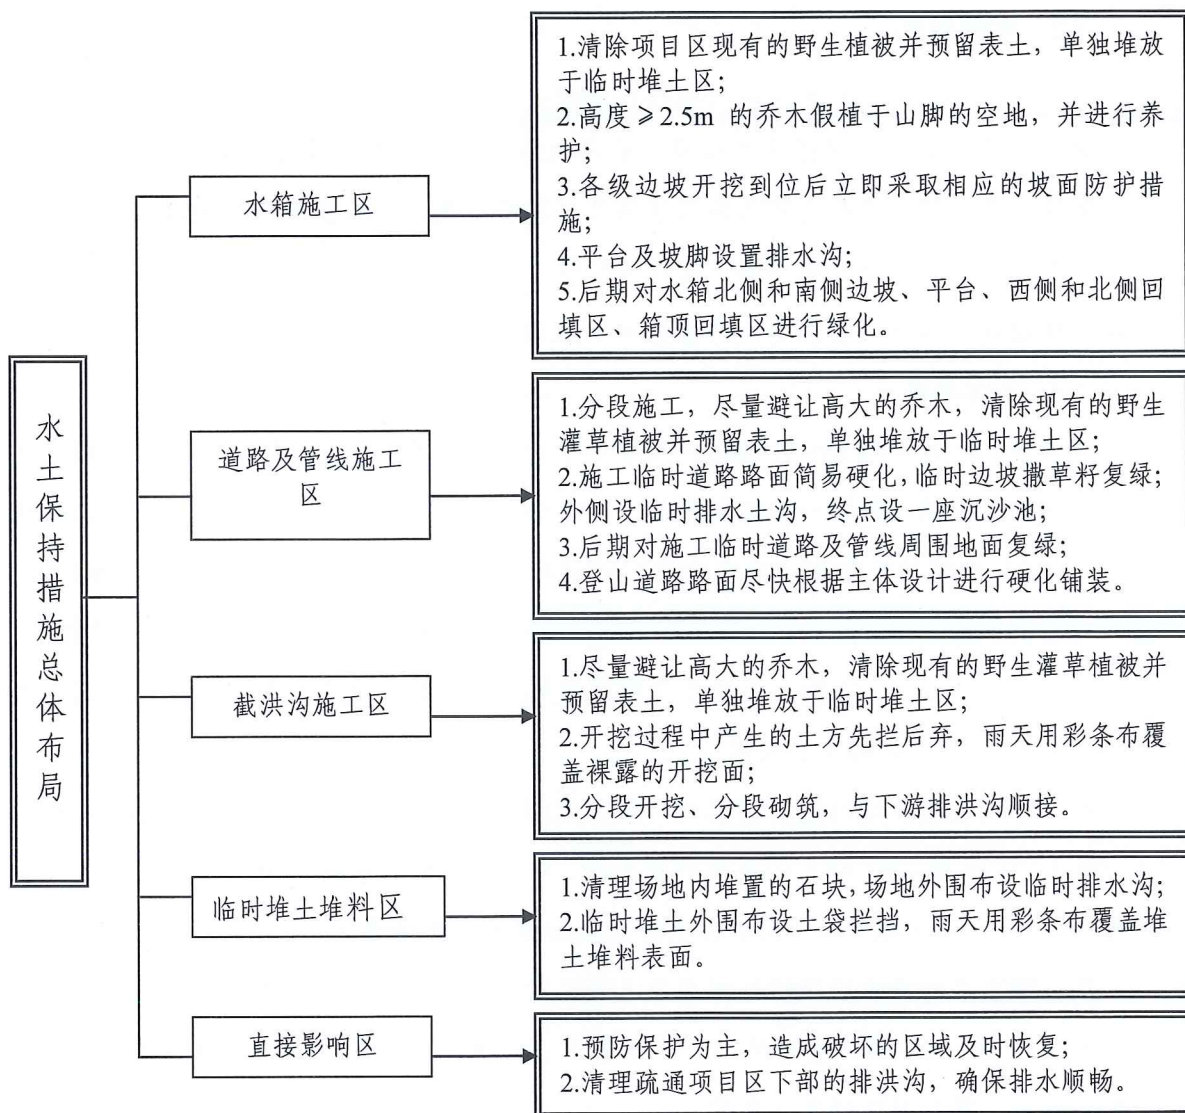 水土保持措施总体布局
水箱施工区
1.清除项目区现有的野生植被并预留表土，单独堆放
于临时堆土区；
2.高度≥2.5m 的乔木假植于山脚的空地，并进行养
护；
3.各级边坡开挖到位后立即采取相应的坡面防护措
施；
4.平台及坡脚设置排水沟；
5.后期对水箱北侧和南侧边坡、平台、西侧和北侧回
填区、箱顶回填区进行绿化。
道路及管线施工
区
1.分段施工，尽量避让高大的乔木，清除现有的野生
灌草植被并预留表土，单独堆放于临时堆土区；
2.施工临时道路路面简易硬化，临时边坡撒草籽复绿；
外侧设临时排水土沟，终点设一座沉沙池；
3.后期对施工临时道路及管线周围地面复绿；
4.登山道路路面尽快根据主体设计进行硬化铺装。
截洪沟施工区
1.尽量避让高大的乔木，清除现有的野生灌草植被并
预留表土，单独堆放于临时堆土区；
2.开挖过程中产生的土方先拦后弃，雨天用彩条布覆
盖裸露的开挖面；
3.分段开挖、分段砌筑，与下游排洪沟顺接。
临时堆土堆料区
1.清理场地内堆置的石块，场地外围布设临时排水沟；
2.临时堆土外围布设土袋拦挡，雨天用彩条布覆盖堆
土堆料表面。
直接影响区
1.预防保护为主，造成破坏的区域及时恢复；
2.清理疏通项目区下部的排洪沟，确保排水顺畅。